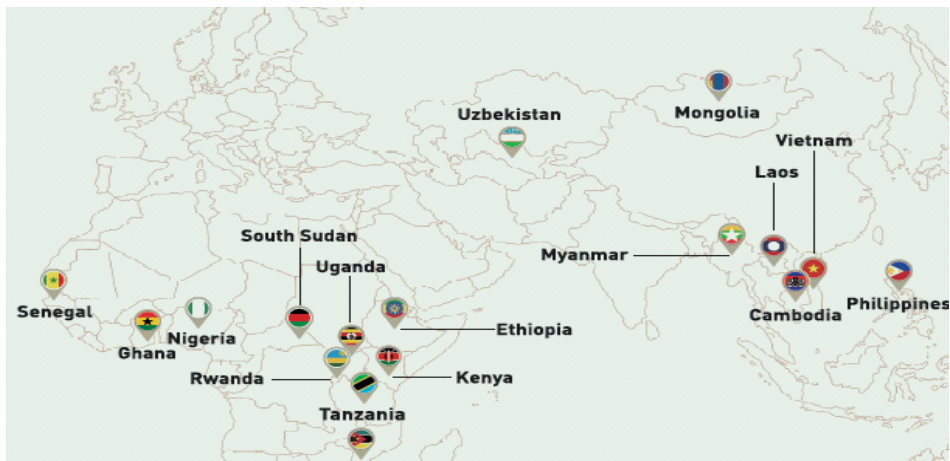 Uzbekistan
Mongolia
Vietnam
Laos
South Sudan
Uganda
Myanmar
Senegal
Ghana
Nigeria
Ethiopia
Cambodia
Philippines
Rwanda
Kenya
Tanzania